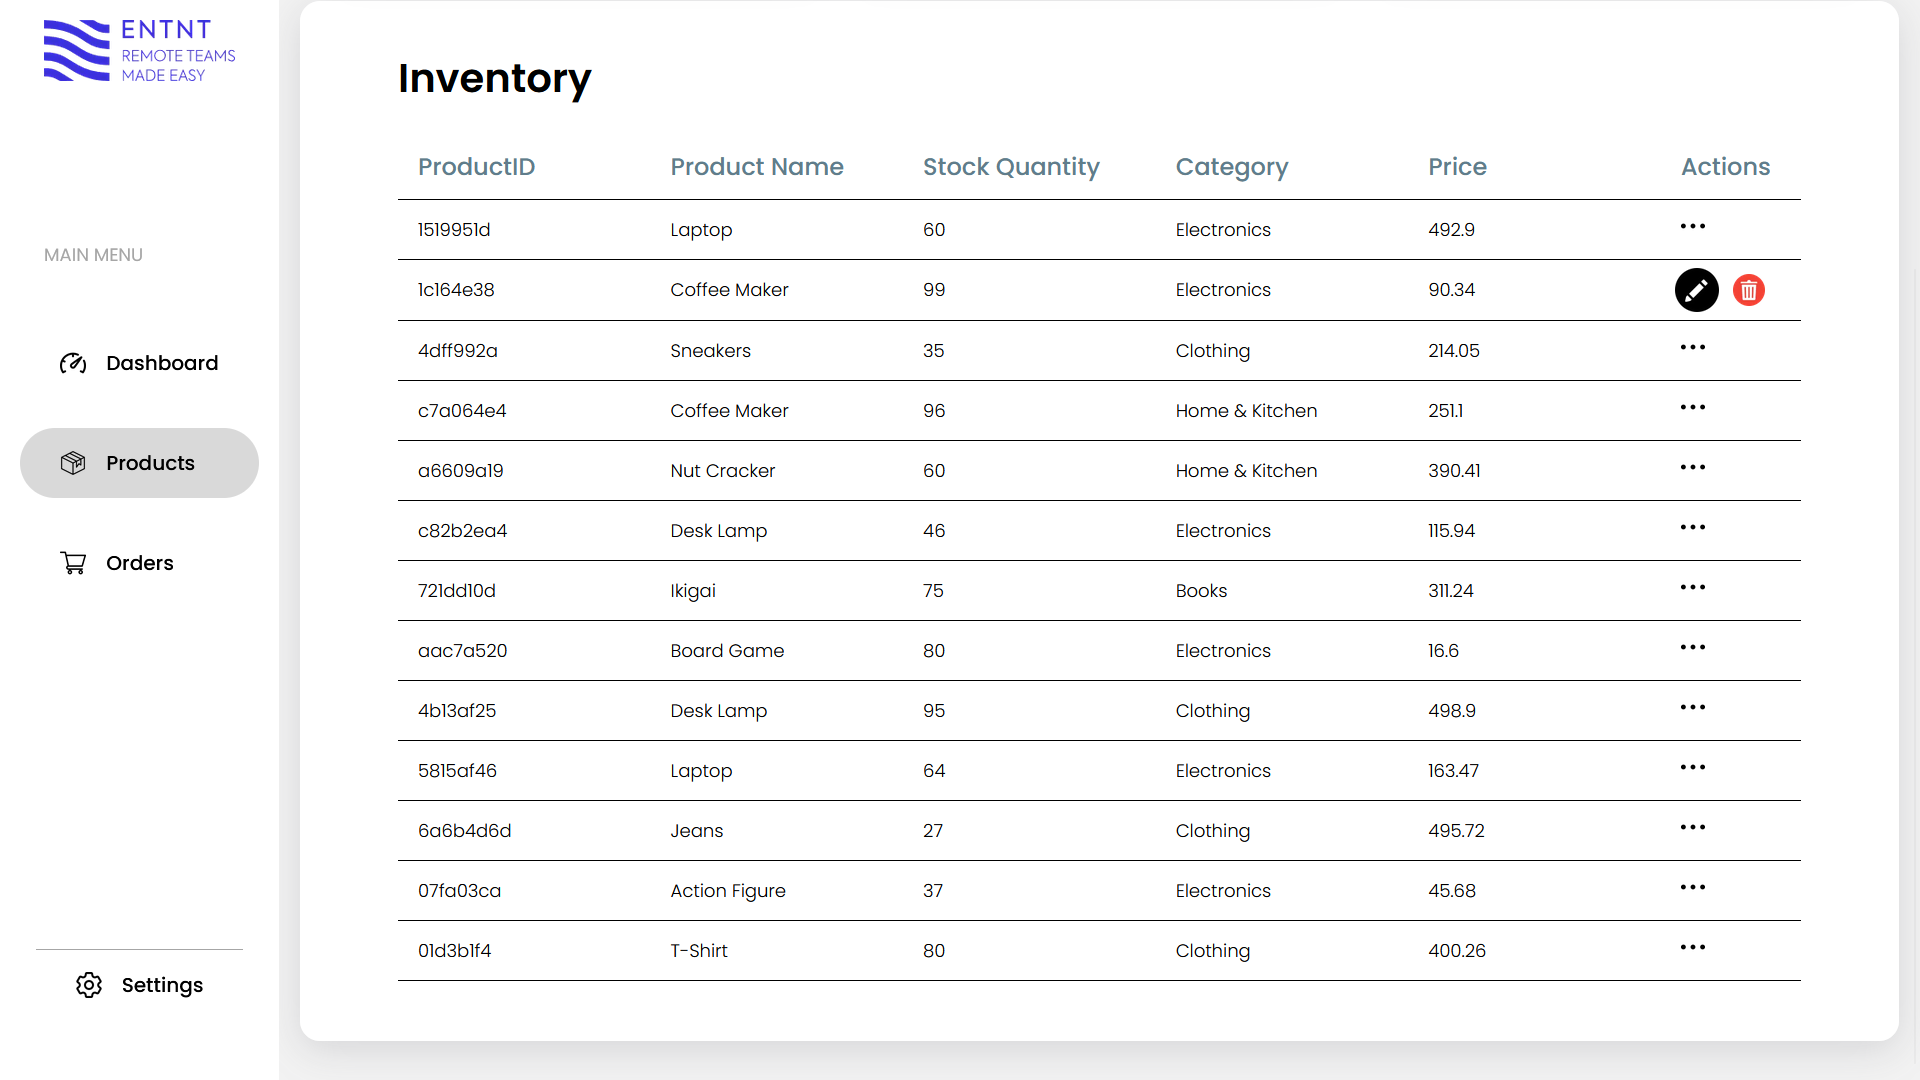 ENTNT
REMOTE TEAMS
MADE EASY
MAIN MENU
Dashboard
Products
Orders
Settings
Inventory
ProductID Product Name Stock Quantity Category Price Actions
1519951d Laptop 60 Electronics 492.9
1c164e38 Coffee Maker 99 Electronics 90.34
4dff992a Sneakers 35 Clothing 214.05
c7a064e4 Coffee Maker 96 Home & Kitchen 251.1
a6609a19 Nut Cracker 60 Home & Kitchen 390.41
c82b2ea4 Desk Lamp 46 Electronics 115.94
721dd10d Ikigai 75 Books 311.24
aac7a520 Board Game 80 Electronics 16.6
4b13af25 Desk Lamp 95 Clothing 498.9
5815af46 Laptop 64 Electronics 163.47
6a6b4d6d Jeans 27 Clothing 495.72
07fa03ca Action Figure 37 Electronics 45.68
01d3b1f4 T-Shirt 80 Clothing 400.26